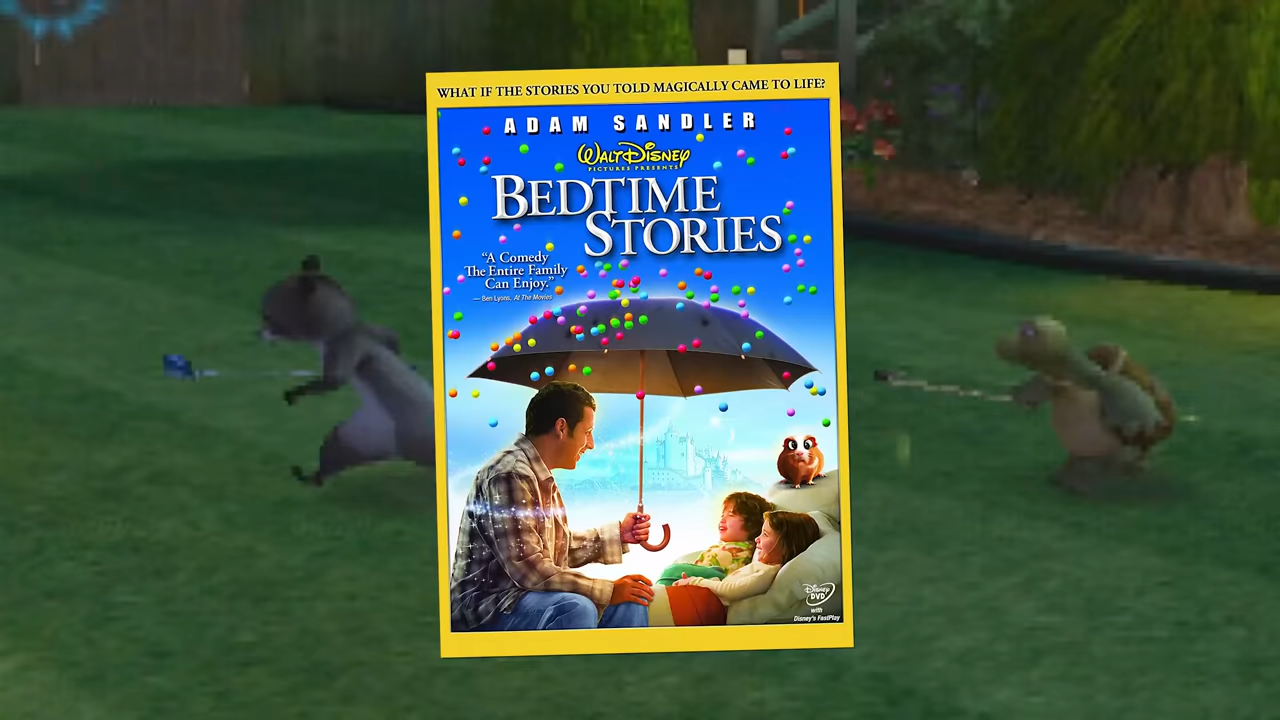 WHAT IF THE STORIES YOU TOLD MAGICALLY CAME TO LIFE?
ADAM SANDLER
WALT DISNEY
PICTURES PRESENTS
BEDTIME
STORIES
“A Comedy
The Entire Family
Can Enjoy.”
— Ben Lyons, At The Movies
Disney
DVD
with
Disney's FastPlay